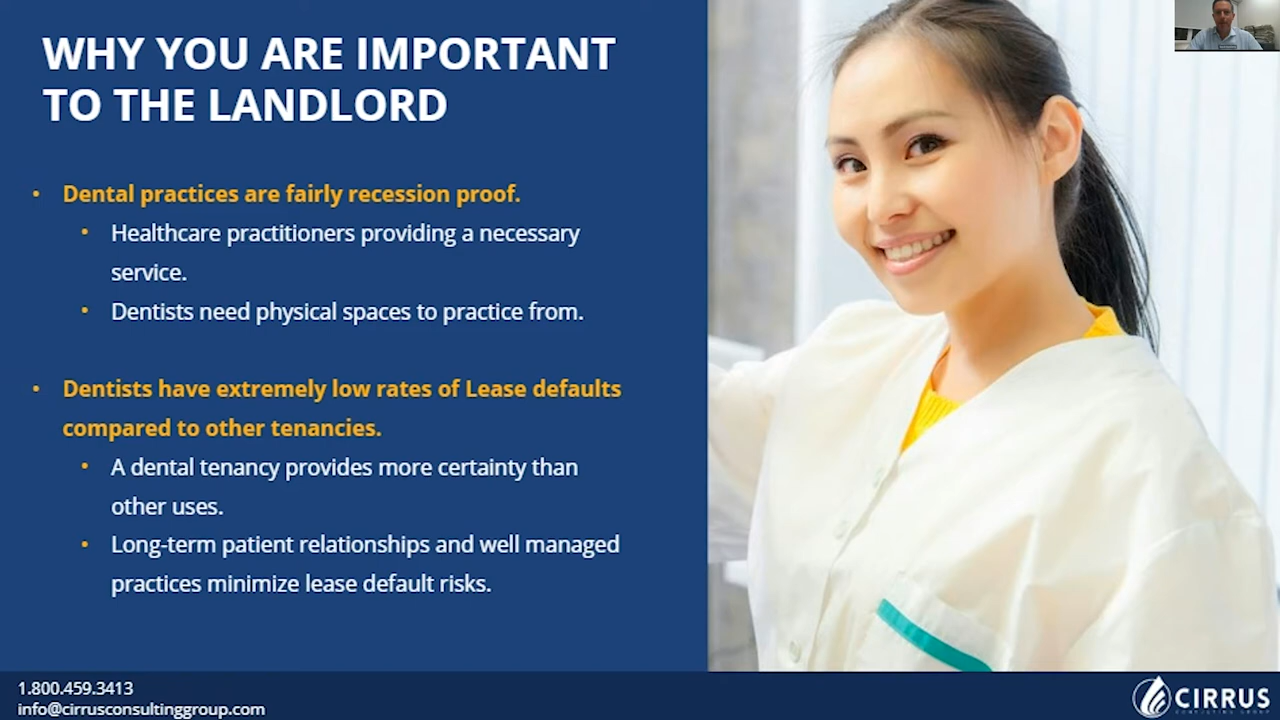 WHY YOU ARE IMPORTANT
TO THE LANDLORD
• Dental practices are fairly recession proof.
• Healthcare practitioners providing a necessary
service.
• Dentists need physical spaces to practice from.
• Dentists have extremely low rates of Lease defaults
compared to other tenancies.
• A dental tenancy provides more certainty than
other uses.
• Long-term patient relationships and well managed
practices minimize lease default risks.
1.800.459.3413
info@cirrusconsultinggroup.com
CIRRUS
CONSULTING GROUP